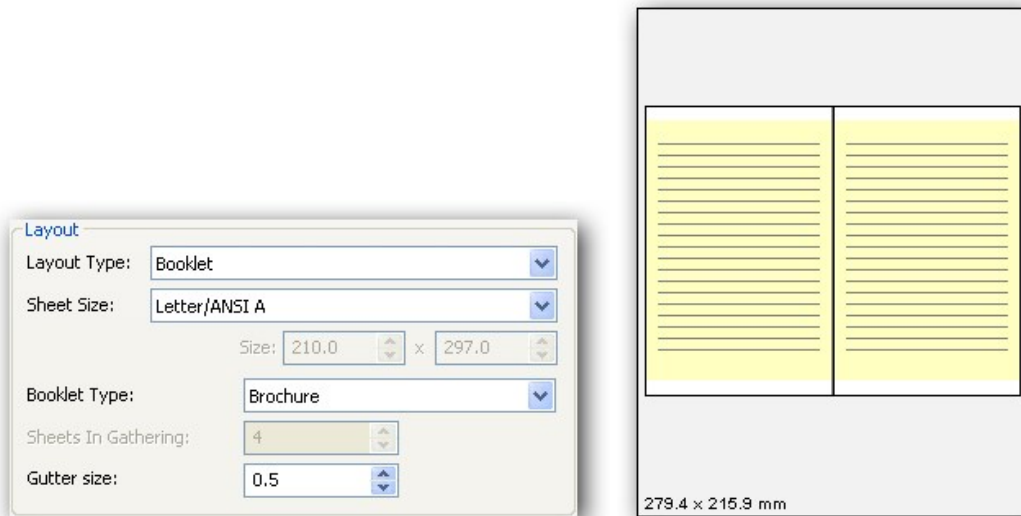 Layout
Layout Type: Booklet
Sheet Size: Letter/ANSI A
Size: 210.0 x 297.0
Booklet Type: Brochure
Sheets In Gathering: 4
Gutter size: 0.5
279.4 x 215.9 mm